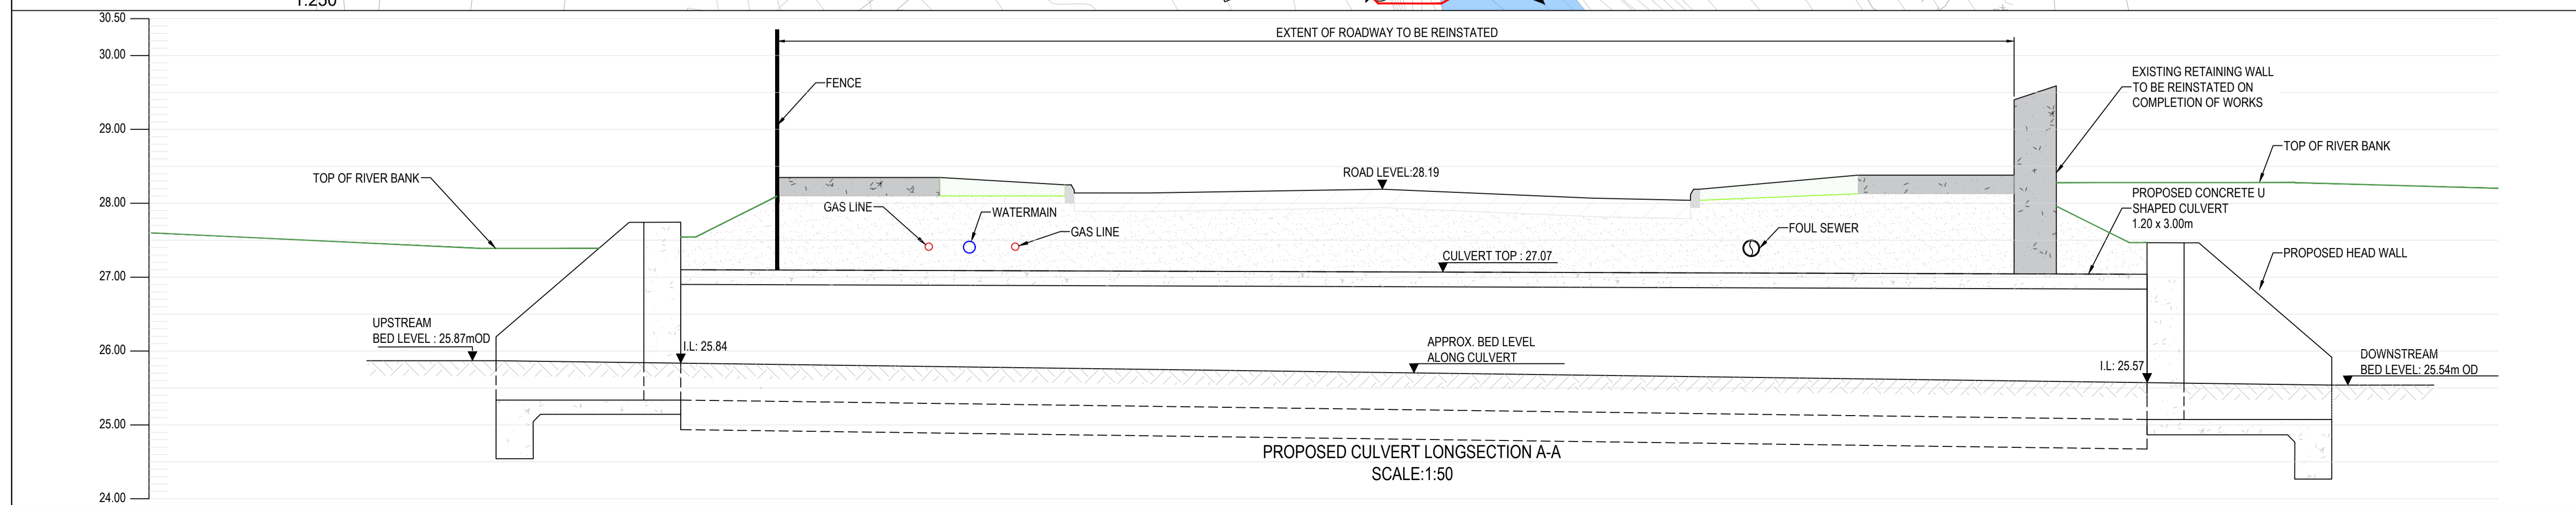 1:250
30.50
EXTENT OF ROADWAY TO BE REINSTATED
30.00
EXISTING RETAINING WALL
TO BE REINSTATED ON
COMPLETION OF WORKS
FENCE
29.00
TOP OF RIVER BANK
ROAD LEVEL:28.19
TOP OF RIVER BANK
PROPOSED CONCRETE U
SHAPED CULVERT
1.20 x 3.00m
28.00
GAS LINE
WATERMAIN
GAS LINE
FOUL SEWER
PROPOSED HEAD WALL
CULVERT TOP : 27.07
27.00
UPSTREAM
BED LEVEL : 25.87mOD
I.L: 25.84
APPROX. BED LEVEL
ALONG CULVERT
26.00
I.L: 25.57
DOWNSTREAM
BED LEVEL: 25.54m OD
25.00
PROPOSED CULVERT LONGSECTION A-A
SCALE:1:50
24.00